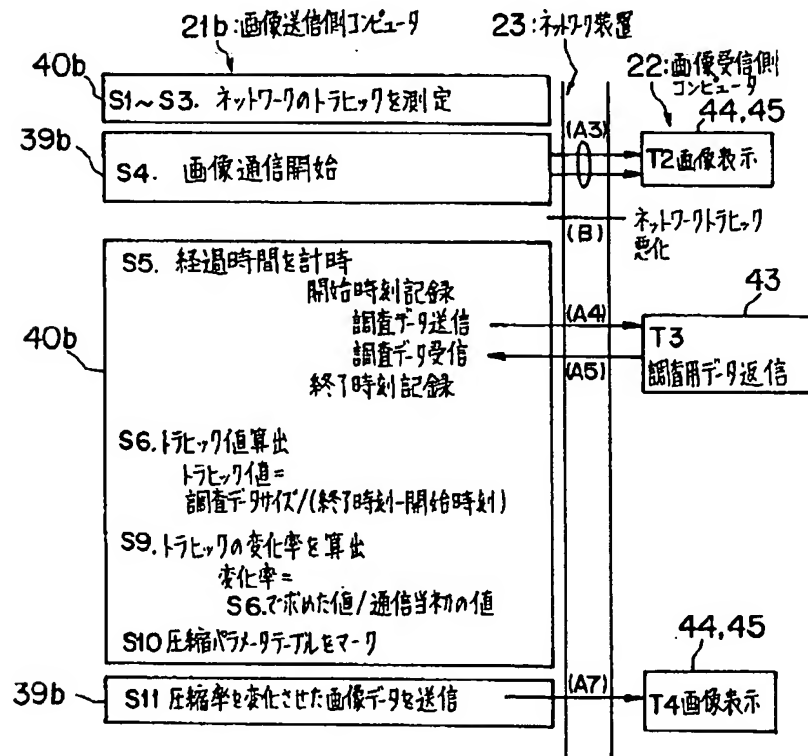 21b:画像送信側コンピュータ
23:ネットワーク装置
22:画像受信側
コンピュータ
40b
S1~S3. ネットワークのトラヒックを測定
44,45
39b
S4. 画像通信開始
(A3)
T2画像表示
(B)
ネットワークトラヒック
悪化
40b
S5. 経過時間を計時
開始時刻記録
調査データ送信
(A4)
調査データ受信
(A5)
終了時刻記録
43
T3
調査用データ返信
S6.トラヒック値算出
トラヒック値=
調査データサイズ/(終了時刻-開始時刻)
S9.トラヒックの変化率を算出
変化率=
S6.で求めた値/通信当初の値
S10圧縮パラメータテーブルをマーク
44,45
39b
S11 圧縮率を変化させた画像データを送信
(A7)
T4画像表示